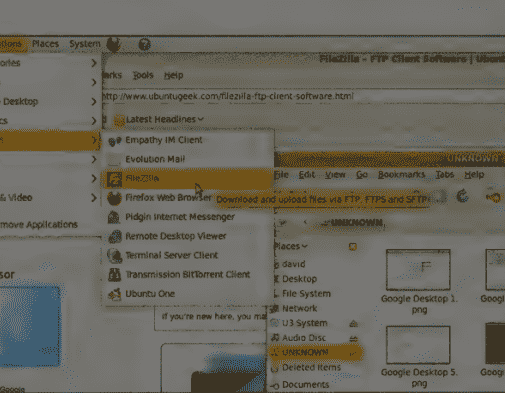 Places System
FileZilla - FTP Client Software | Ubun
Tools Help
http://www.ubuntugeek.com/filezilla-ftp-client-software.html
Desktop
Latest Headlines
Empathy IM Client
Evolution Mail
FileZilla
UNKNOWN
File Edit View Go Bookmarks Tabs Help
& Video
Firefox Web Browser
Download and upload files via FTP, FTPS and SFTP
Pidgin Internet Messenger
move Applications
UNKNOWN
Remote Desktop Viewer
Places
Terminal Server Client
david
Transmission BitTorrent Client
Desktop
Ubuntu One
File System
Google Desktop 1.
png
Network
If you're new here, you ma
U3 System
Audio Disc
UNKNOWN
Deleted Items
Google Desktop 5.
png
Documents
Google